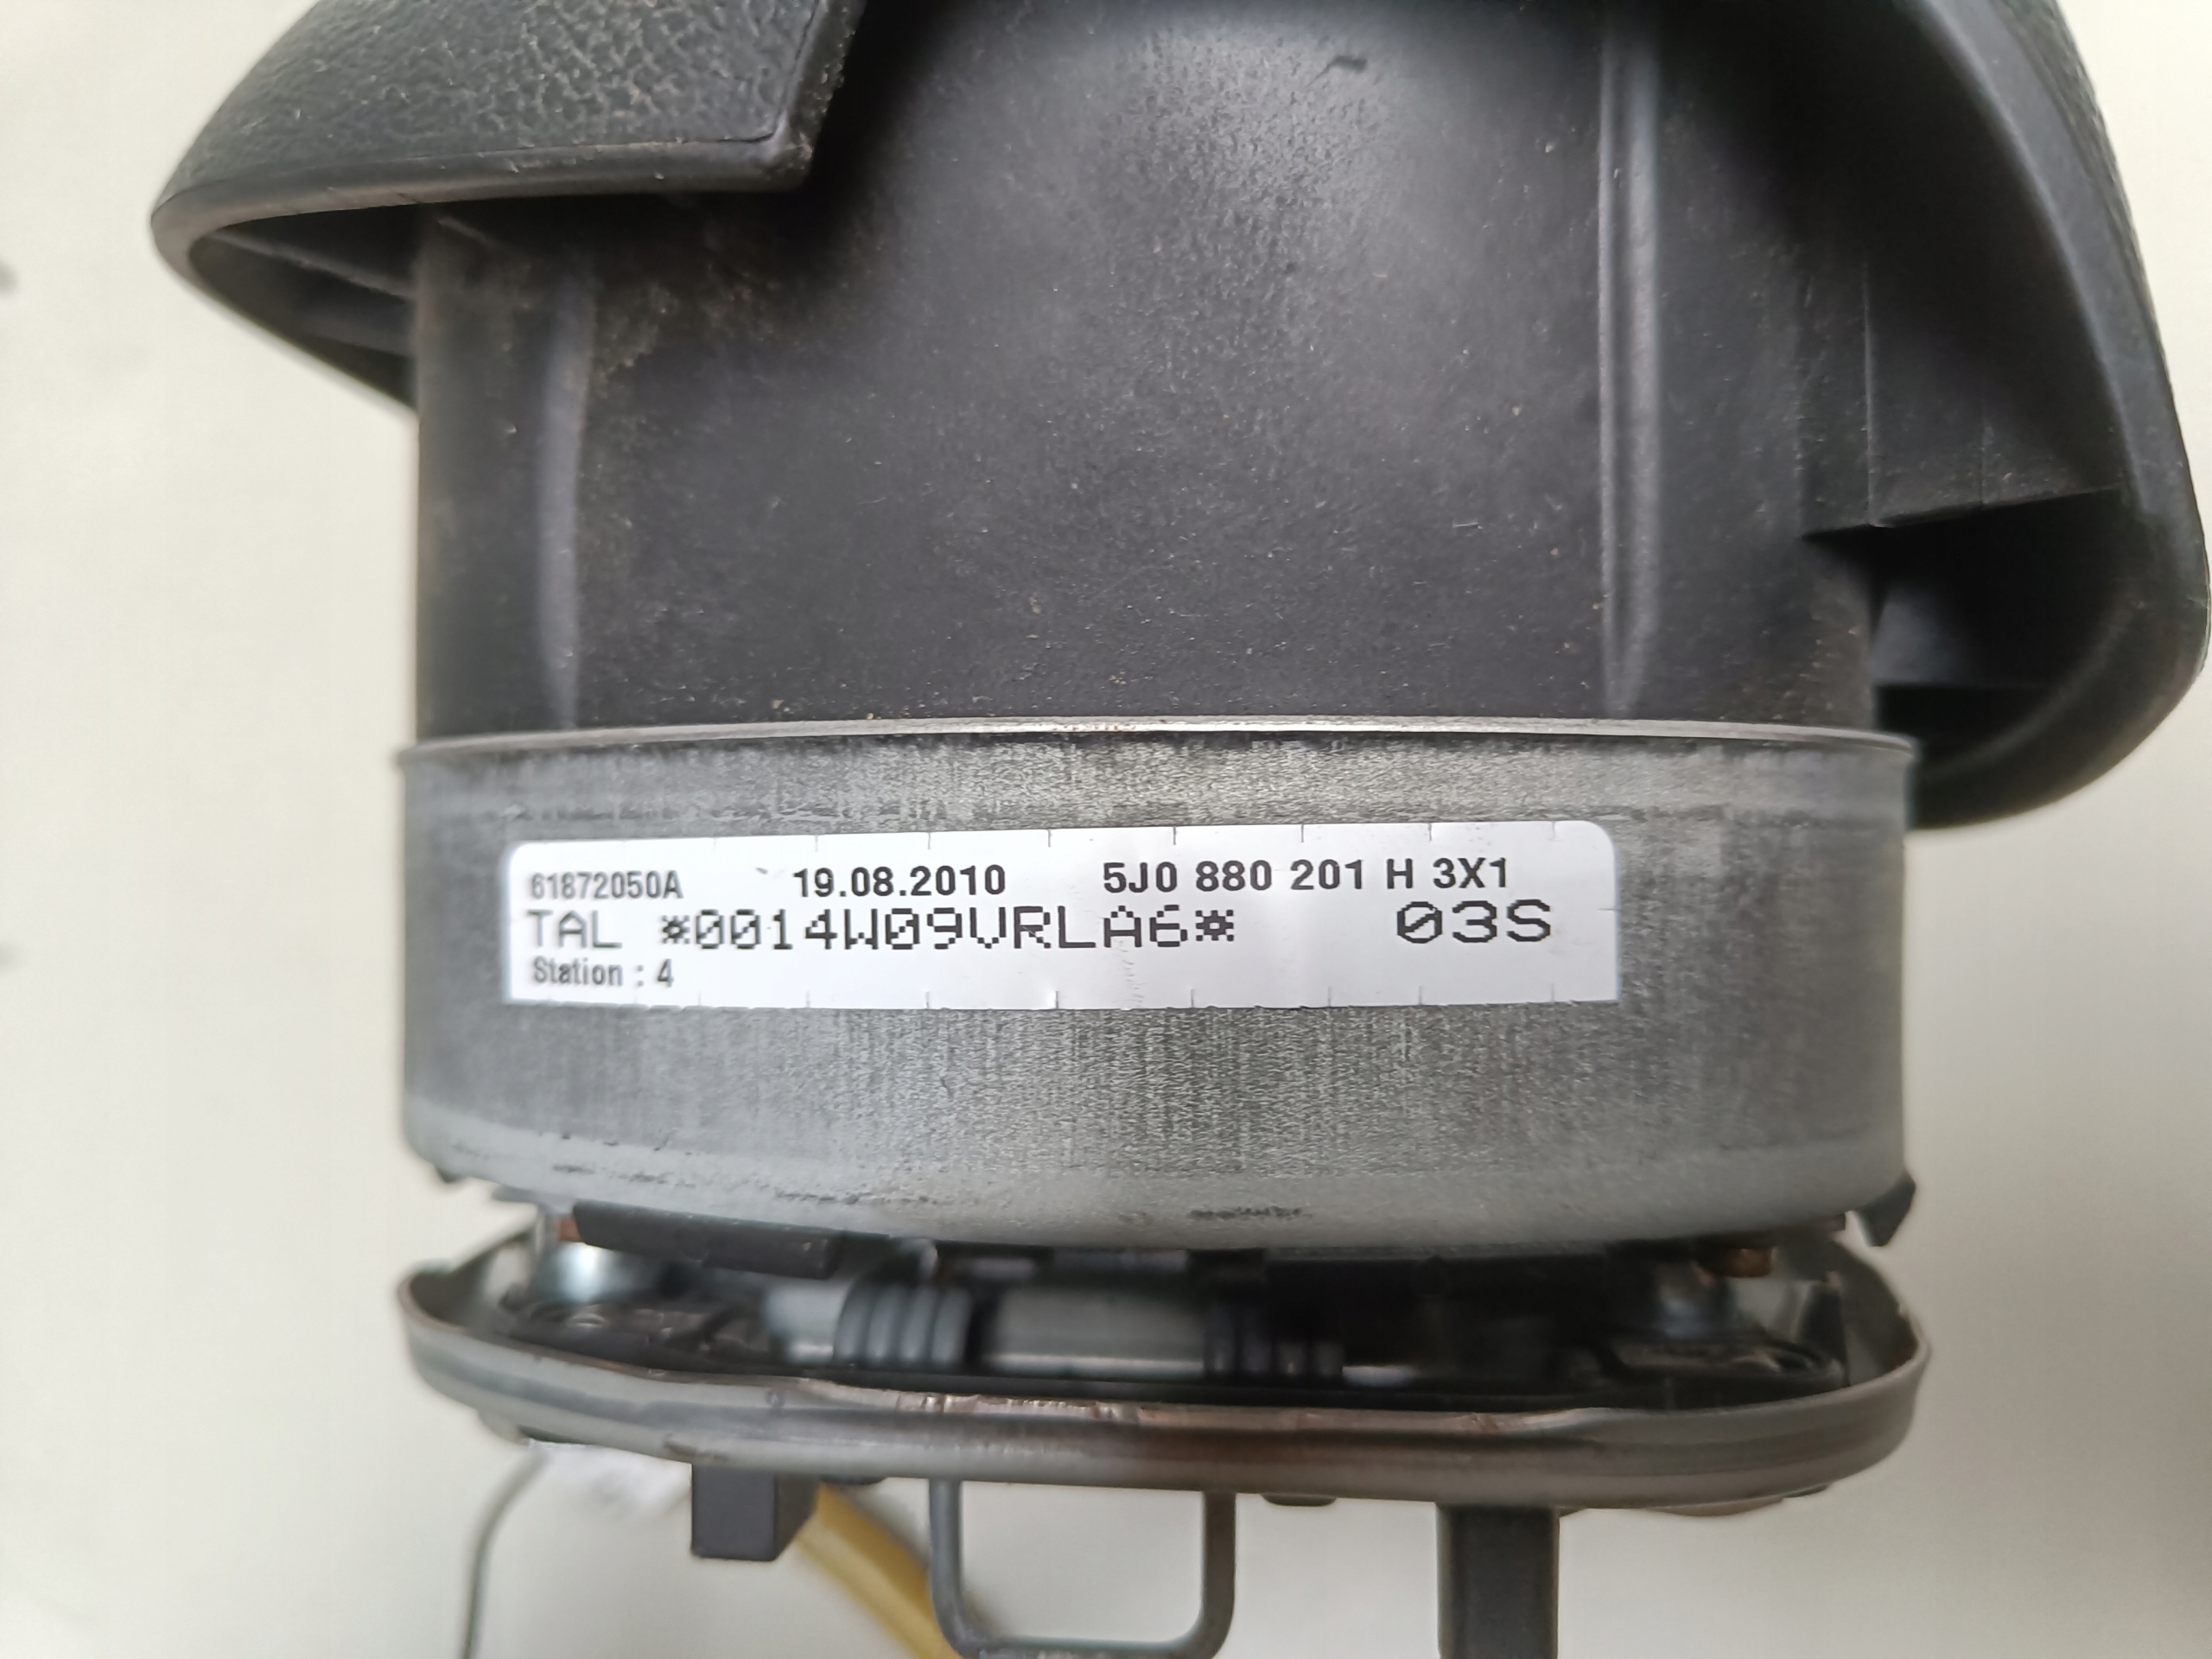 61872050A 19.08.2010 5J0 880 201 H 3X1
TAL *0014W09VRLA6* 03S
Station : 4